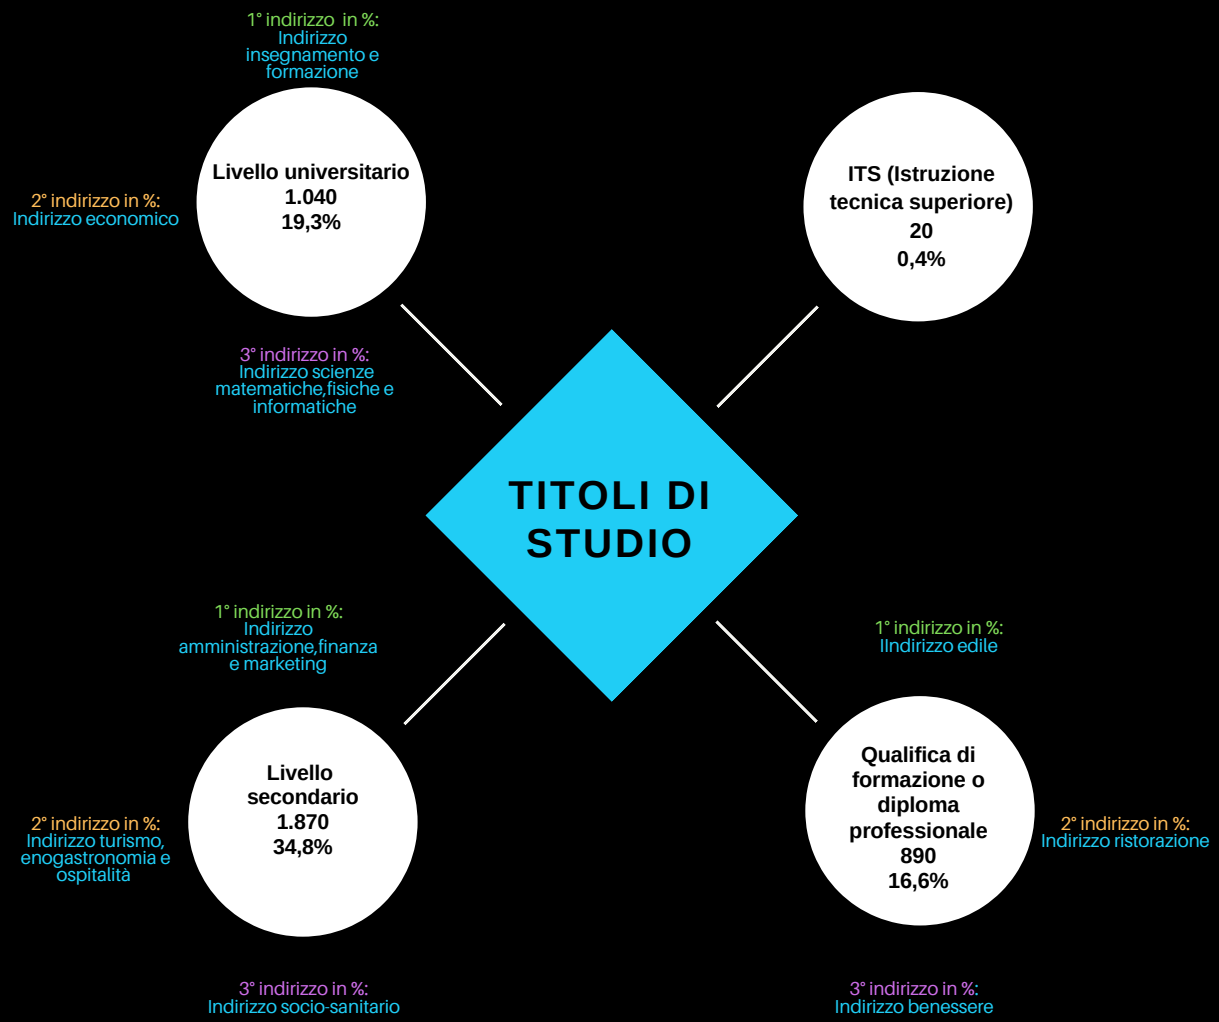 1° indirizzo in %:
Indirizzo
insegnamento e
formazione
Livello universitario
1.040
19,3%
2° indirizzo in %:
Indirizzo economico
3° indirizzo in %:
Indirizzo scienze
matematiche,fisiche e
informatiche
ITS (Istruzione
tecnica superiore)
20
0,4%
TITOLI DI
STUDIO
1° indirizzo in %:
Indirizzo
amministrazione,finanza
e marketing
Livello
secondario
1.870
34,8%
2° indirizzo in %:
Indirizzo turismo,
enogastronomia e
ospitalità
3° indirizzo in %:
Indirizzo socio-sanitario
1° indirizzo in %:
IIndirizzo edile
Qualifica di
formazione o
diploma
professionale
890
16,6%
2° indirizzo in %:
Indirizzo ristorazione
3° indirizzo in %:
Indirizzo benessere